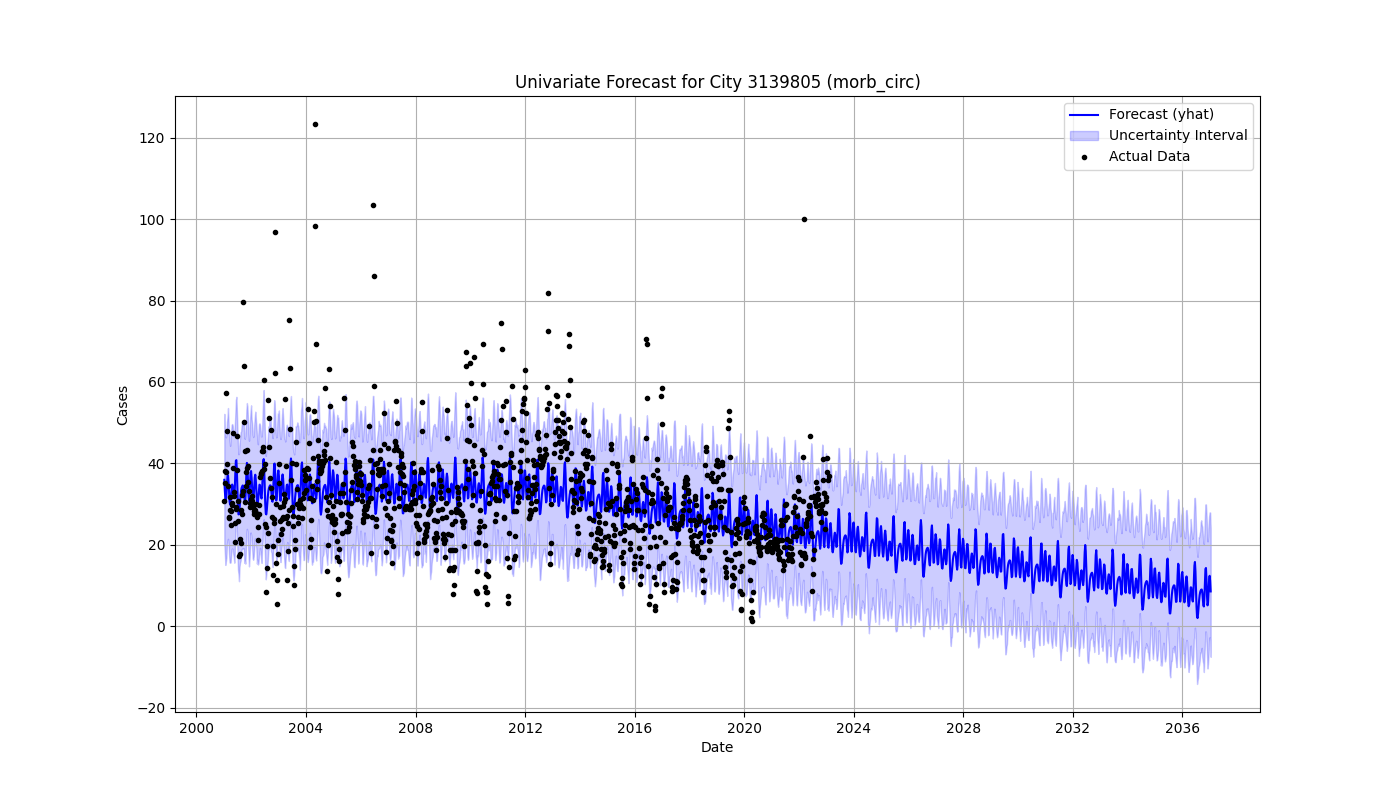 Univariate Forecast for City 3139805 (morb_circ)
Forecast (yhat)
Uncertainty Interval
Actual Data
120
100
80
60
40
20
0
−20
Cases
2000 2004 2008 2012 2016 2020 2024 2028 2032 2036
Date